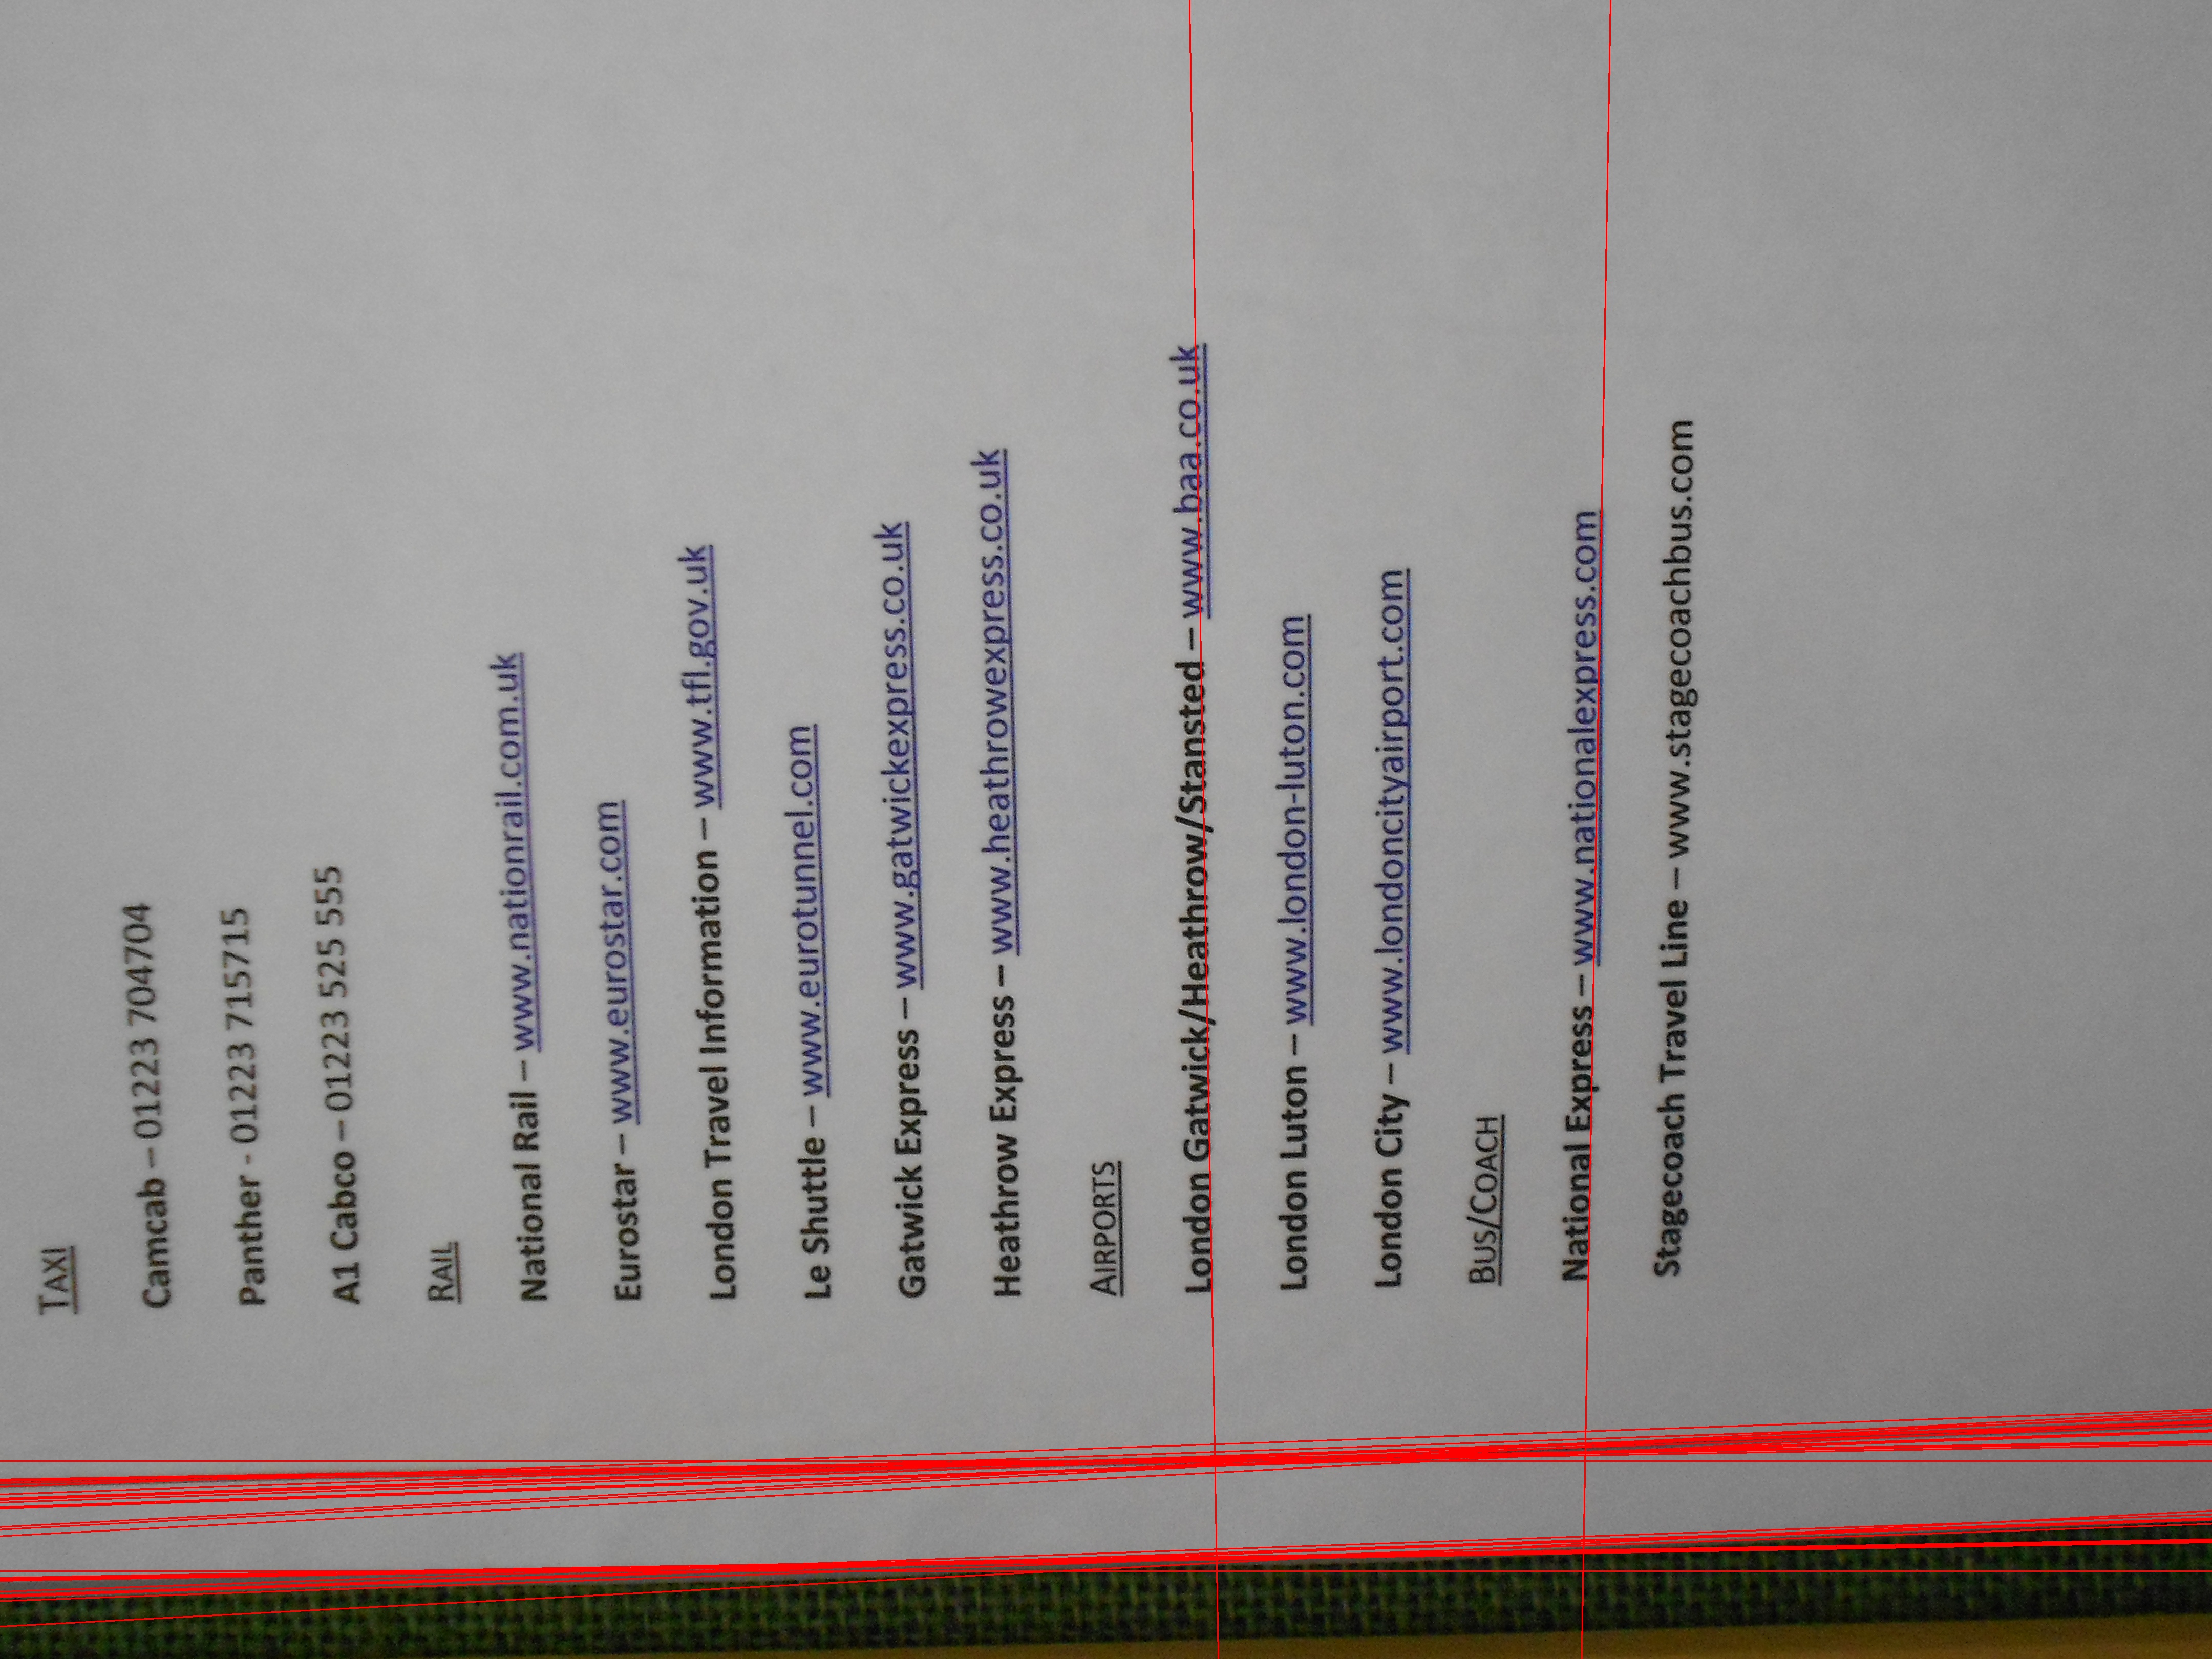 TAXI
Camcab – 01223 704704
Panther - 01223 715715
A1 Cabco – 01223 525 555
RAIL
National Rail – www.nationrail.com.uk
Eurostar – www.eurostar.com
London Travel Information – www.tfl.gov.uk
Le Shuttle – www.eurotunnel.com
Gatwick Express – www.gatwickexpress.co.uk
Heathrow Express – www.heathrowexpress.co.uk
AIRPORTS
London Gatwick/Heathrow/Stansted – www.baa.co.uk
London Luton – www.london-luton.com
London City – www.londoncityairport.com
BUS/COACH
National Express – www.nationalexpress.com
Stagecoach Travel Line – www.stagecoachbus.com